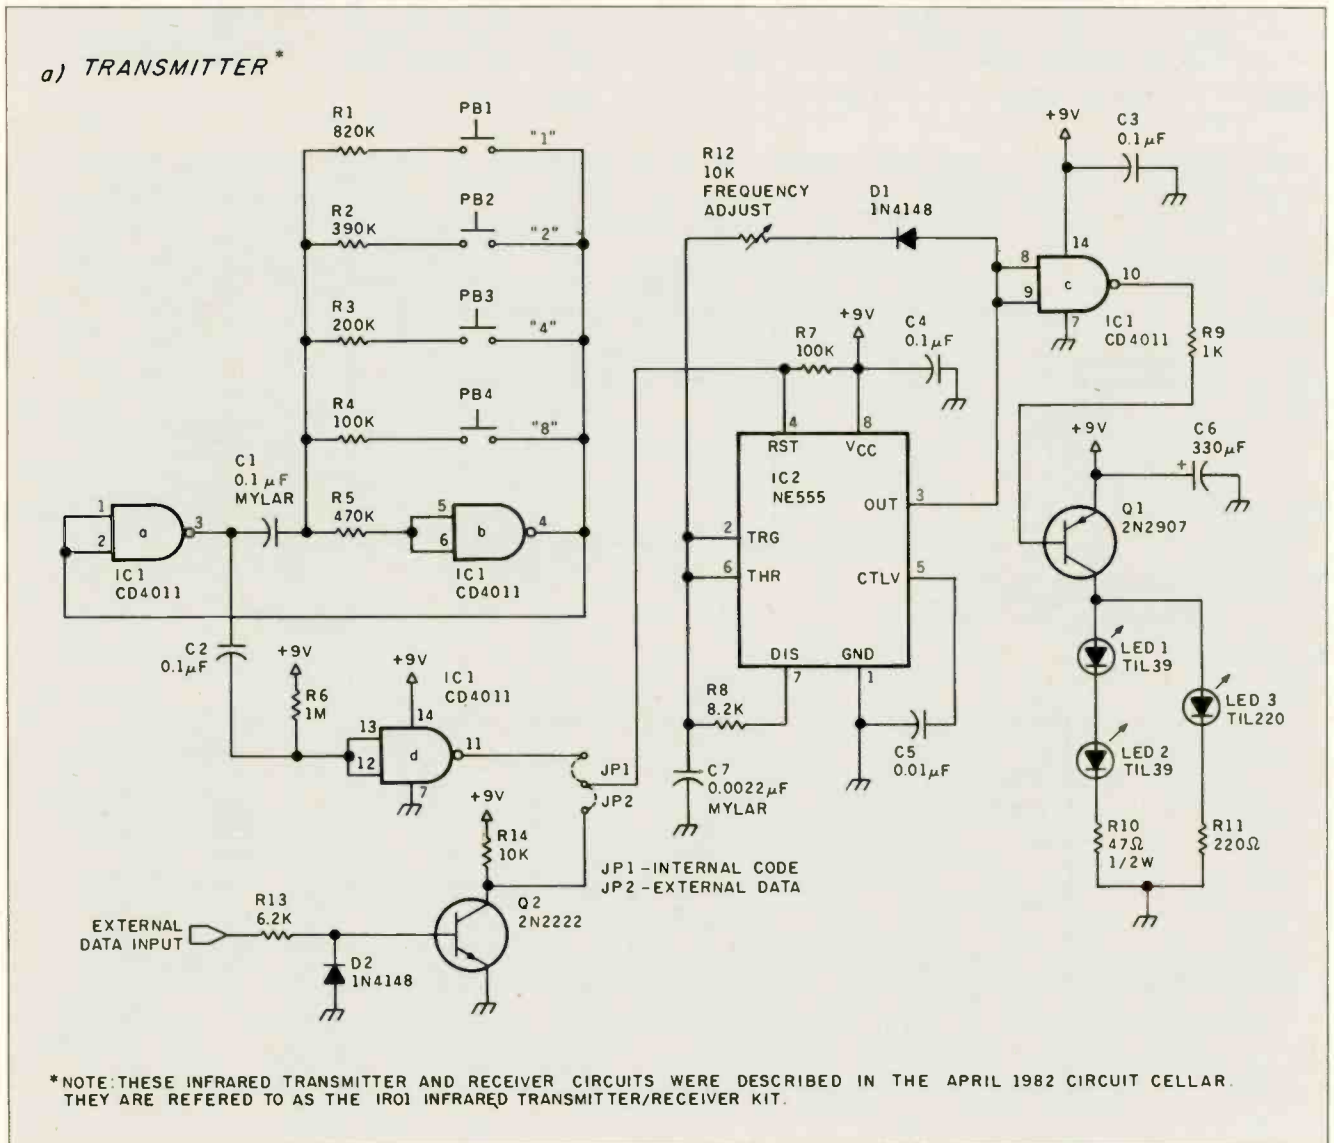 a) TRANSMITTER*
R1
820K
PB1
"1"
R2
390K
PB2
"2"
R3
200K
PB3
"4"
R4
100K
PB4
"8"
C1
0.1µF
MYLAR
R5
470K
1
2
a
3
IC1
CD4011
5
6
b
4
IC1
CD4011
C2
0.1µF
+9V
R6
1M
+9V
IC1
CD4011
14
13
12
d
11
7
JP1
JP2
JP1-INTERNAL CODE
JP2-EXTERNAL DATA
+9V
R14
10K
Q2
2N2222
EXTERNAL
DATA INPUT
R13
6.2K
D2
1N4148
R12
10K
FREQUENCY
ADJUST
D1
1N4148
R7
100K
+9V
C4
0.1µF
4
8
RST
VCC
IC2
NE555
OUT
3
2
TRG
6
THR
CTLV
5
DIS
GND
7
1
R8
8.2K
C7
0.0022µF
MYLAR
C5
0.01µF
+9V
C3
0.1µF
14
8
9
c
10
7
IC1
CD4011
R9
1K
+9V
C6
330µF
+
Q1
2N2907
LED 1
TIL39
LED 2
TIL39
LED 3
TIL220
R10
47Ω
1/2W
R11
220Ω
*NOTE: THESE INFRARED TRANSMITTER AND RECEIVER CIRCUITS WERE DESCRIBED IN THE APRIL 1982 CIRCUIT CELLAR.
THEY ARE REFERED TO AS THE IR01 INFRARED TRANSMITTER/RECEIVER KIT.